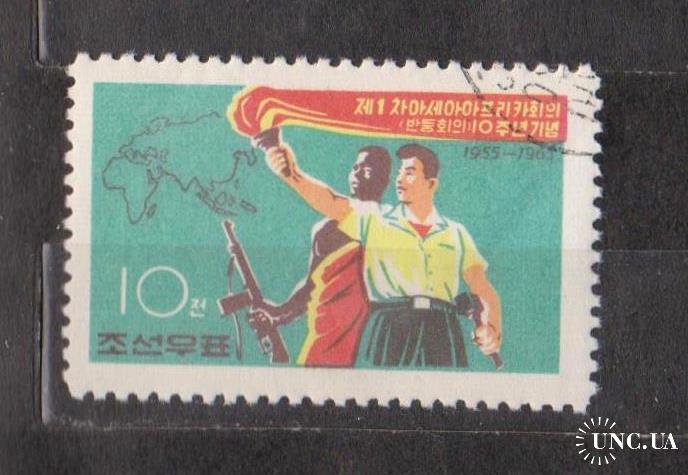 제1차아세아아프리카회의
(반둥회의)10주년기념
1955-1965
10전
조선우표
UNC.UA